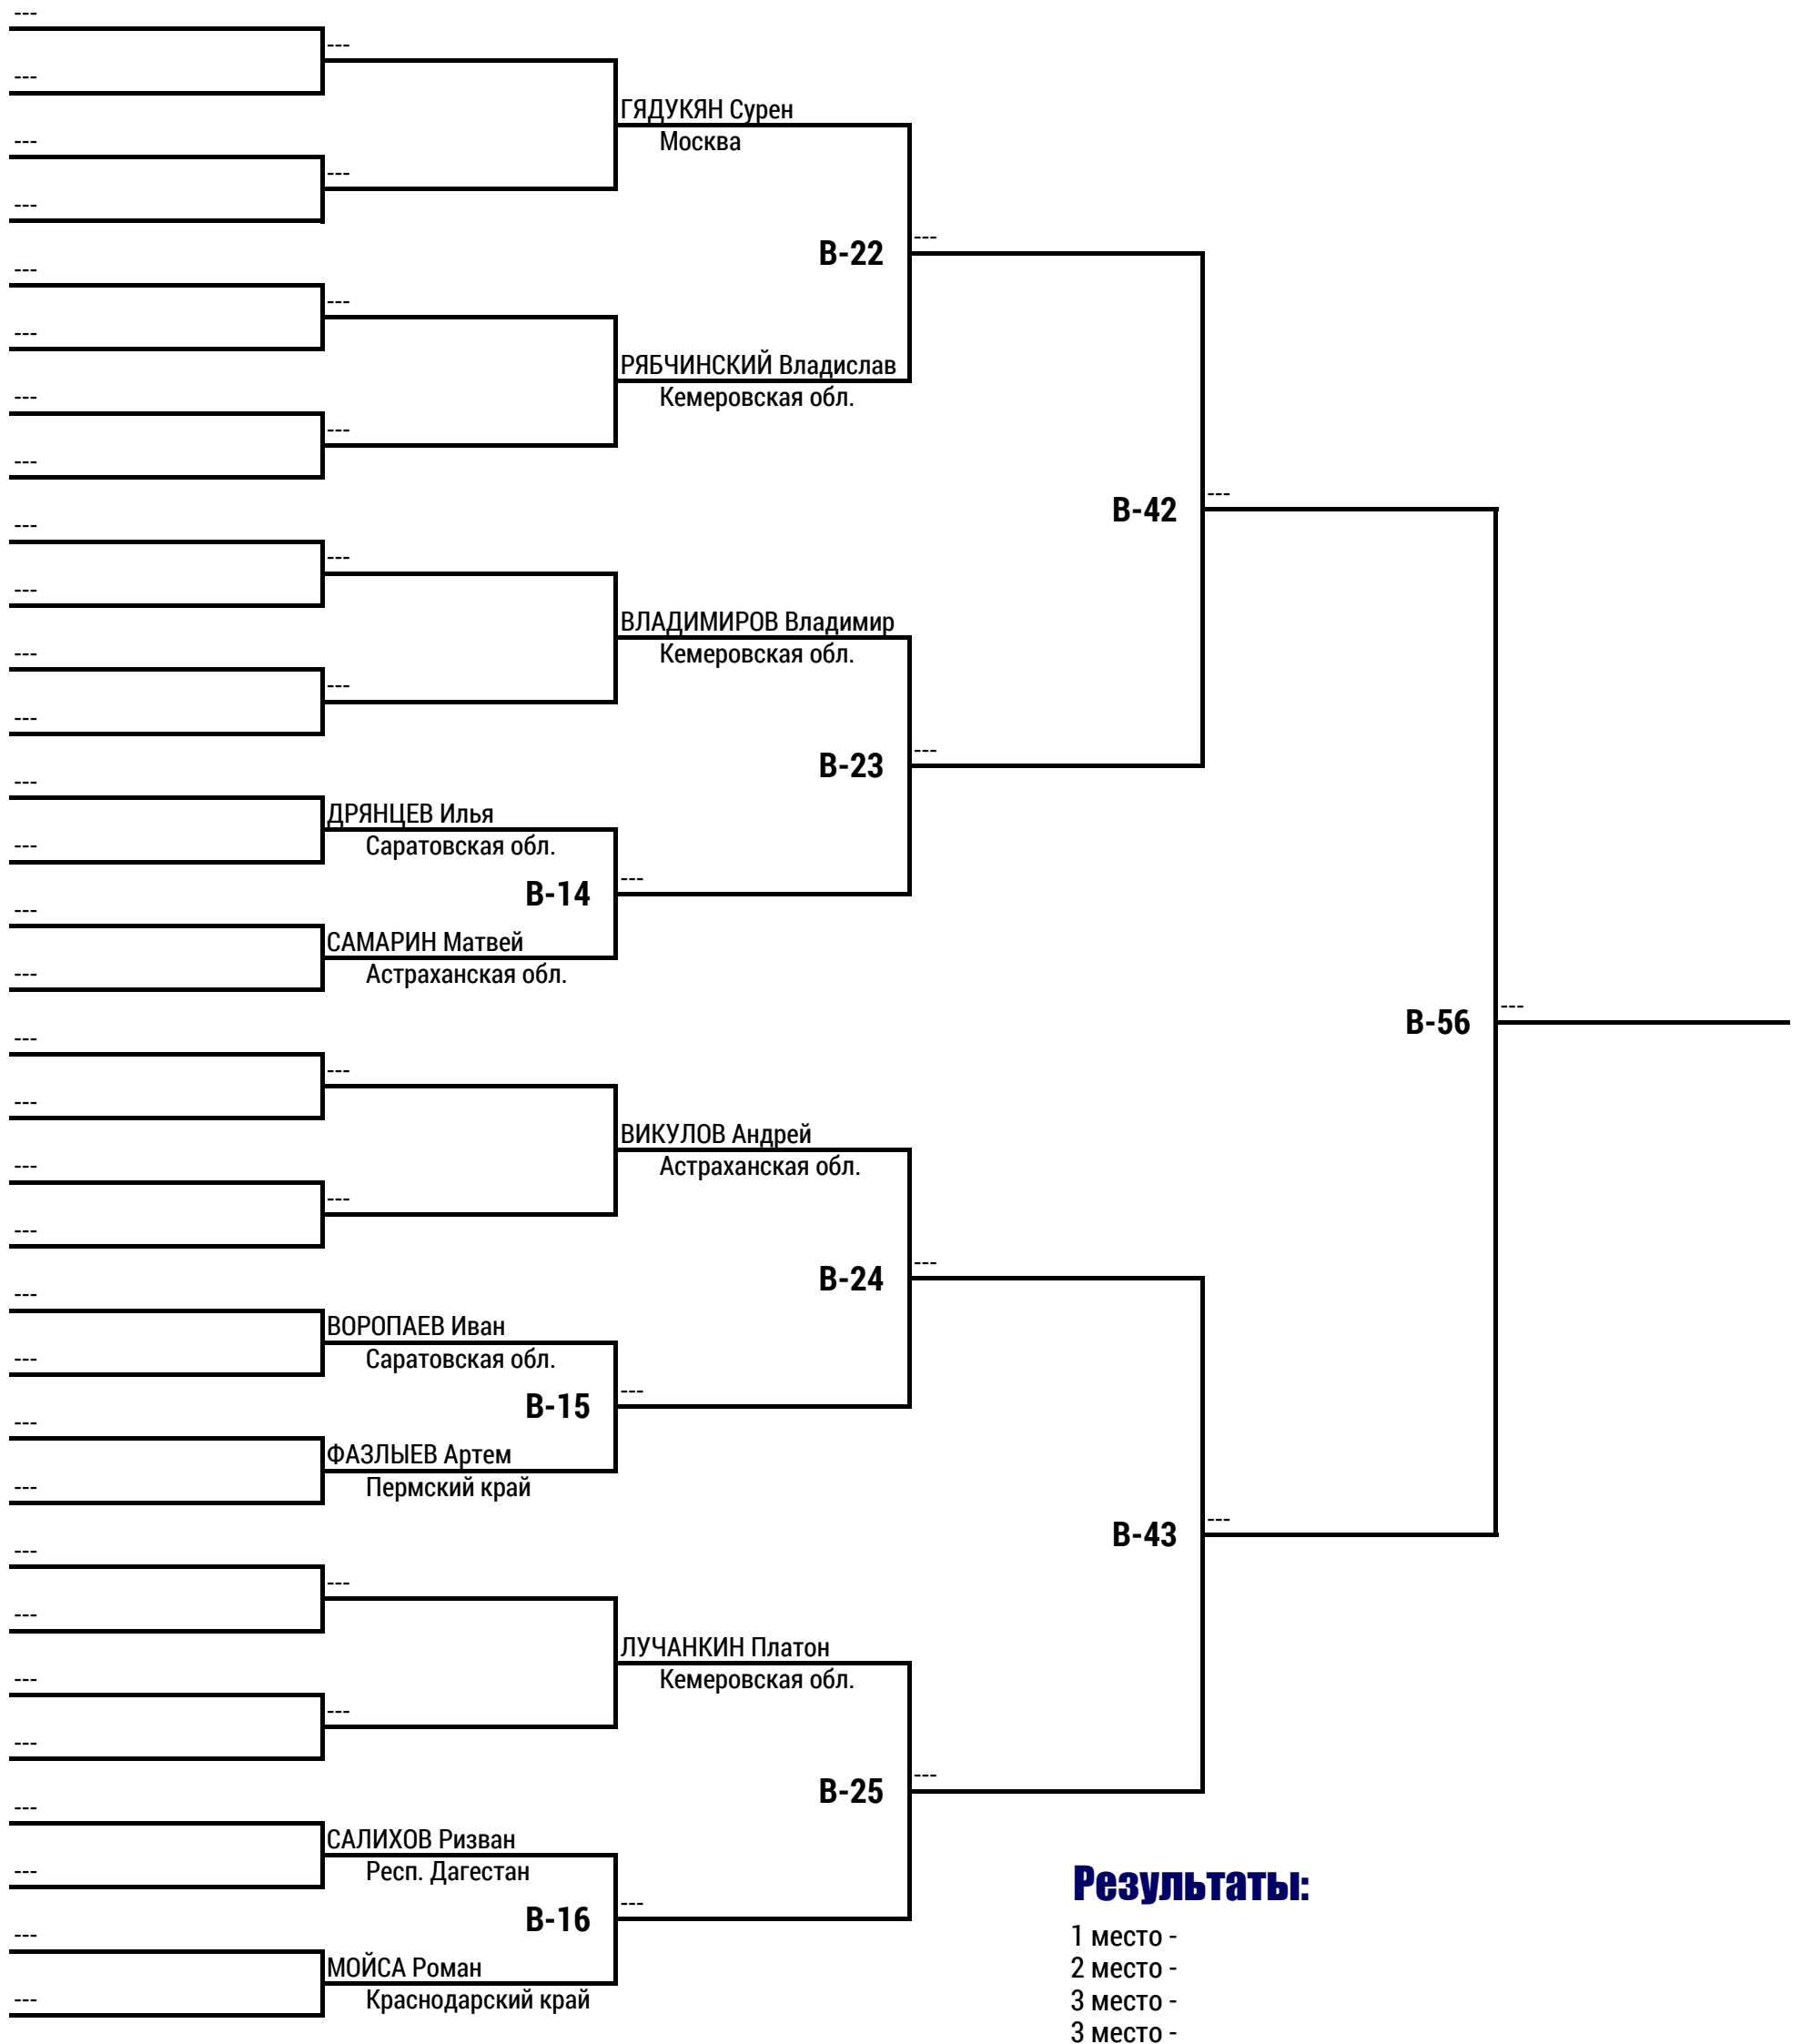 ---
---
---
ГЯДУКЯН Сурен
Москва
---
---
---
B-22
---
---
---
---
РЯБЧИНСКИЙ Владислав
Кемеровская обл.
---
---
---
B-42
---
---
---
---
ВЛАДИМИРОВ Владимир
Кемеровская обл.
---
---
---
B-23
---
---
ДРЯНЦЕВ Илья
Саратовская обл.
---
B-14
---
---
САМАРИН Матвей
Астраханская обл.
---
B-56
---
---
---
---
ВИКУЛОВ Андрей
Астраханская обл.
---
---
---
B-24
---
---
ВОРОПАЕВ Иван
Саратовская обл.
---
B-15
---
---
ФАЗЛЫЕВ Артем
Пермский край
---
B-43
---
---
---
---
ЛУЧАНКИН Платон
Кемеровская обл.
---
---
---
B-25
---
---
САЛИХОВ Ризван
Респ. Дагестан
---
B-16
---
---
МОЙСА Роман
Краснодарский край
---
Результаты:
1 место -
2 место -
3 место -
3 место -